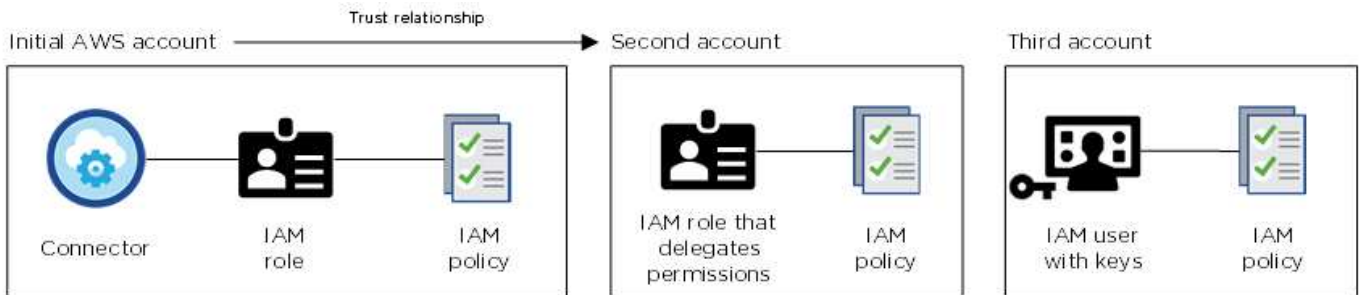 Trust relationship
Initial AWS account
Second account
Third account
Connector
IAM
role
IAM
policy
IAM role that
delegates
permissions
IAM
policy
IAM user
with keys
IAM
policy